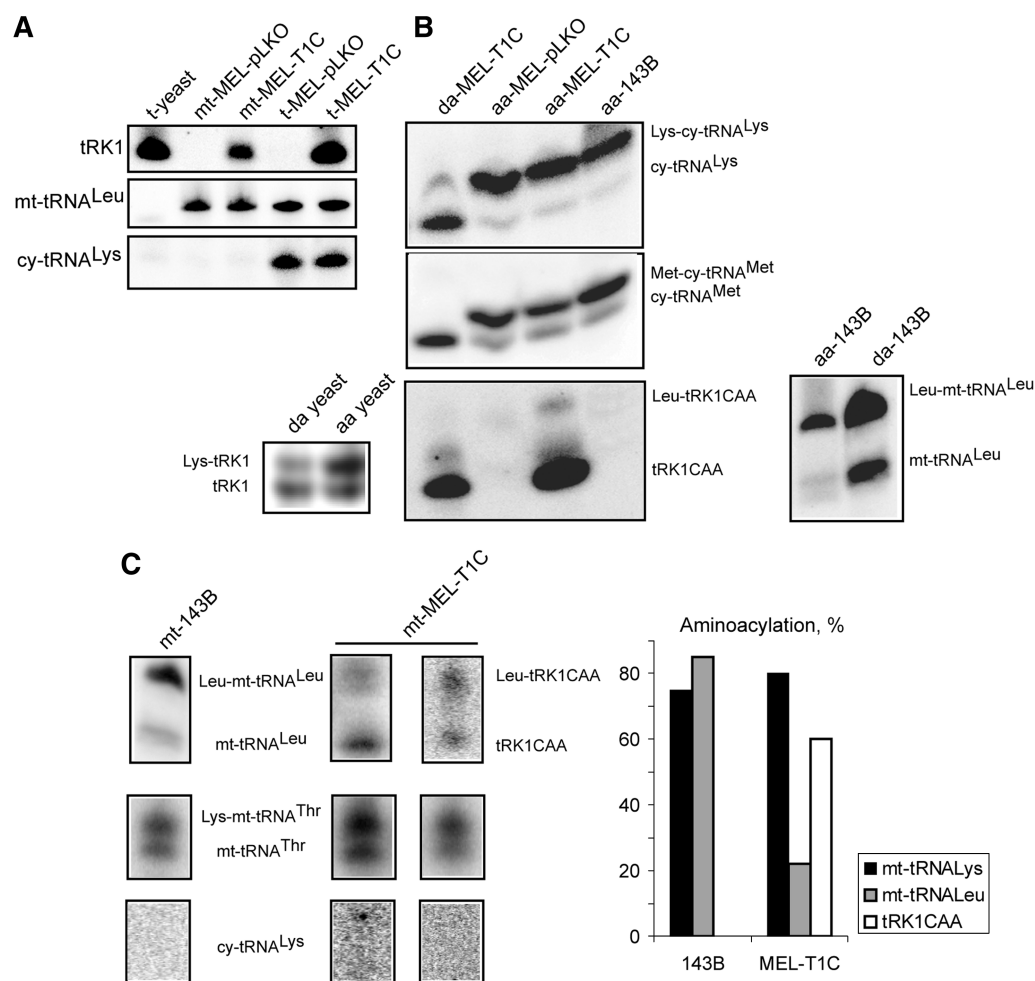 A
t-yeast
mt-MEL-pLKO
mt-MEL-T1C
t-MEL-pLKO
t-MEL-T1C
tRK1
mt-tRNALeu
cy-tRNALys
B
da-MEL-T1C
aa-MEL-pLKO
aa-MEL-T1C
aa-143B
Lys-cy-tRNALys
cy-tRNALys
Met-cy-tRNAMet
cy-tRNAMet
Leu-tRK1CAA
tRK1CAA
da yeast
aa yeast
Lys-tRK1
tRK1
aa-143B
da-143B
Leu-mt-tRNALeu
mt-tRNALeu
C
mt-143B
mt-MEL-T1C
Leu-mt-tRNALeu
mt-tRNALeu
Leu-tRK1CAA
tRK1CAA
Lys-mt-tRNAThr
mt-tRNAThr
cy-tRNALys
Aminoacylation, %
80
60
40
20
0
143B
MEL-T1C
mt-tRNALys
mt-tRNALeu
tRK1CAA